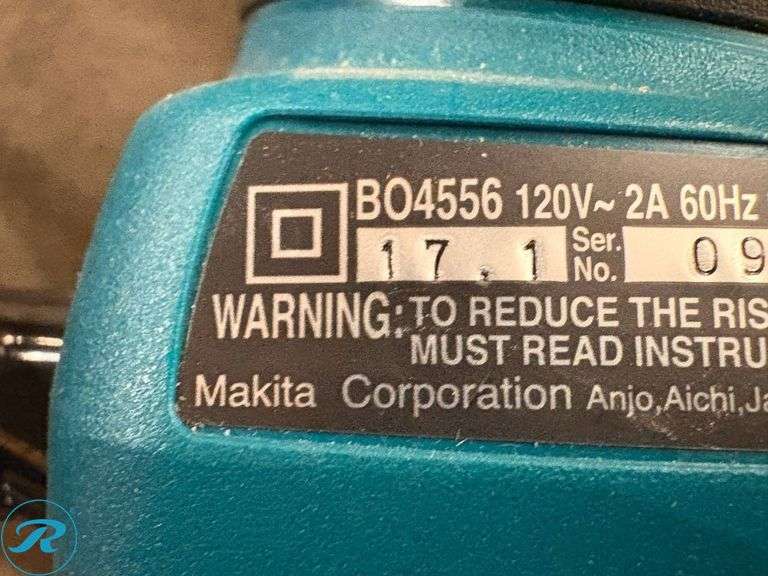 BO4556 120V~ 2A 60Hz
17.1 Ser. No. 09
WARNING: TO REDUCE THE RIS
MUST READ INSTRU
Makita Corporation Anjo,Aichi,Ja
R